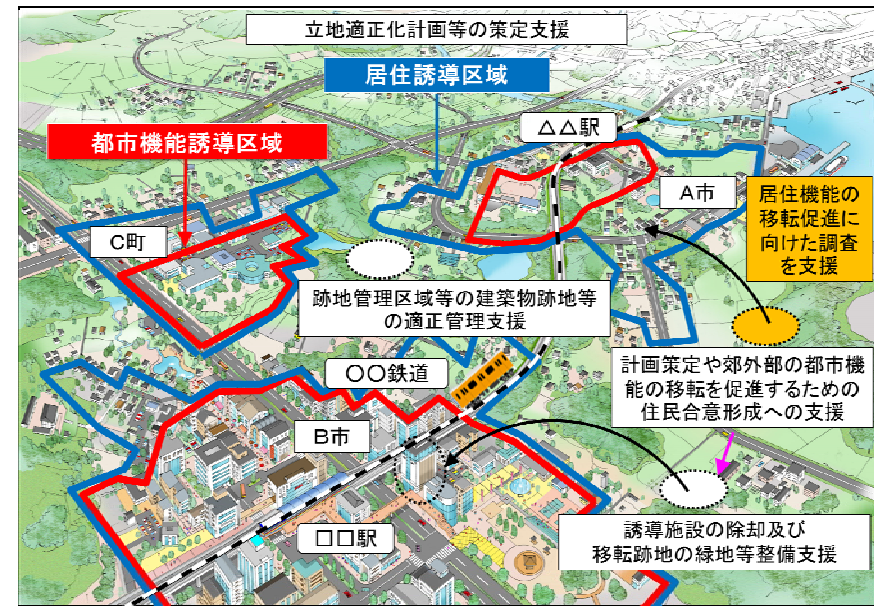 立地適正化計画等の策定支援
居住誘導区域
都市機能誘導区域
△△駅
A市
居住機能の
移転促進に
向けた調査
を支援
C町
跡地管理区域等の建築物跡地等
の適正管理支援
〇〇鉄道
計画策定や郊外部の都市機
能の移転を促進するための
住民合意形成への支援
B市
□□駅
誘導施設の除却及び
移転跡地の緑地等整備支援